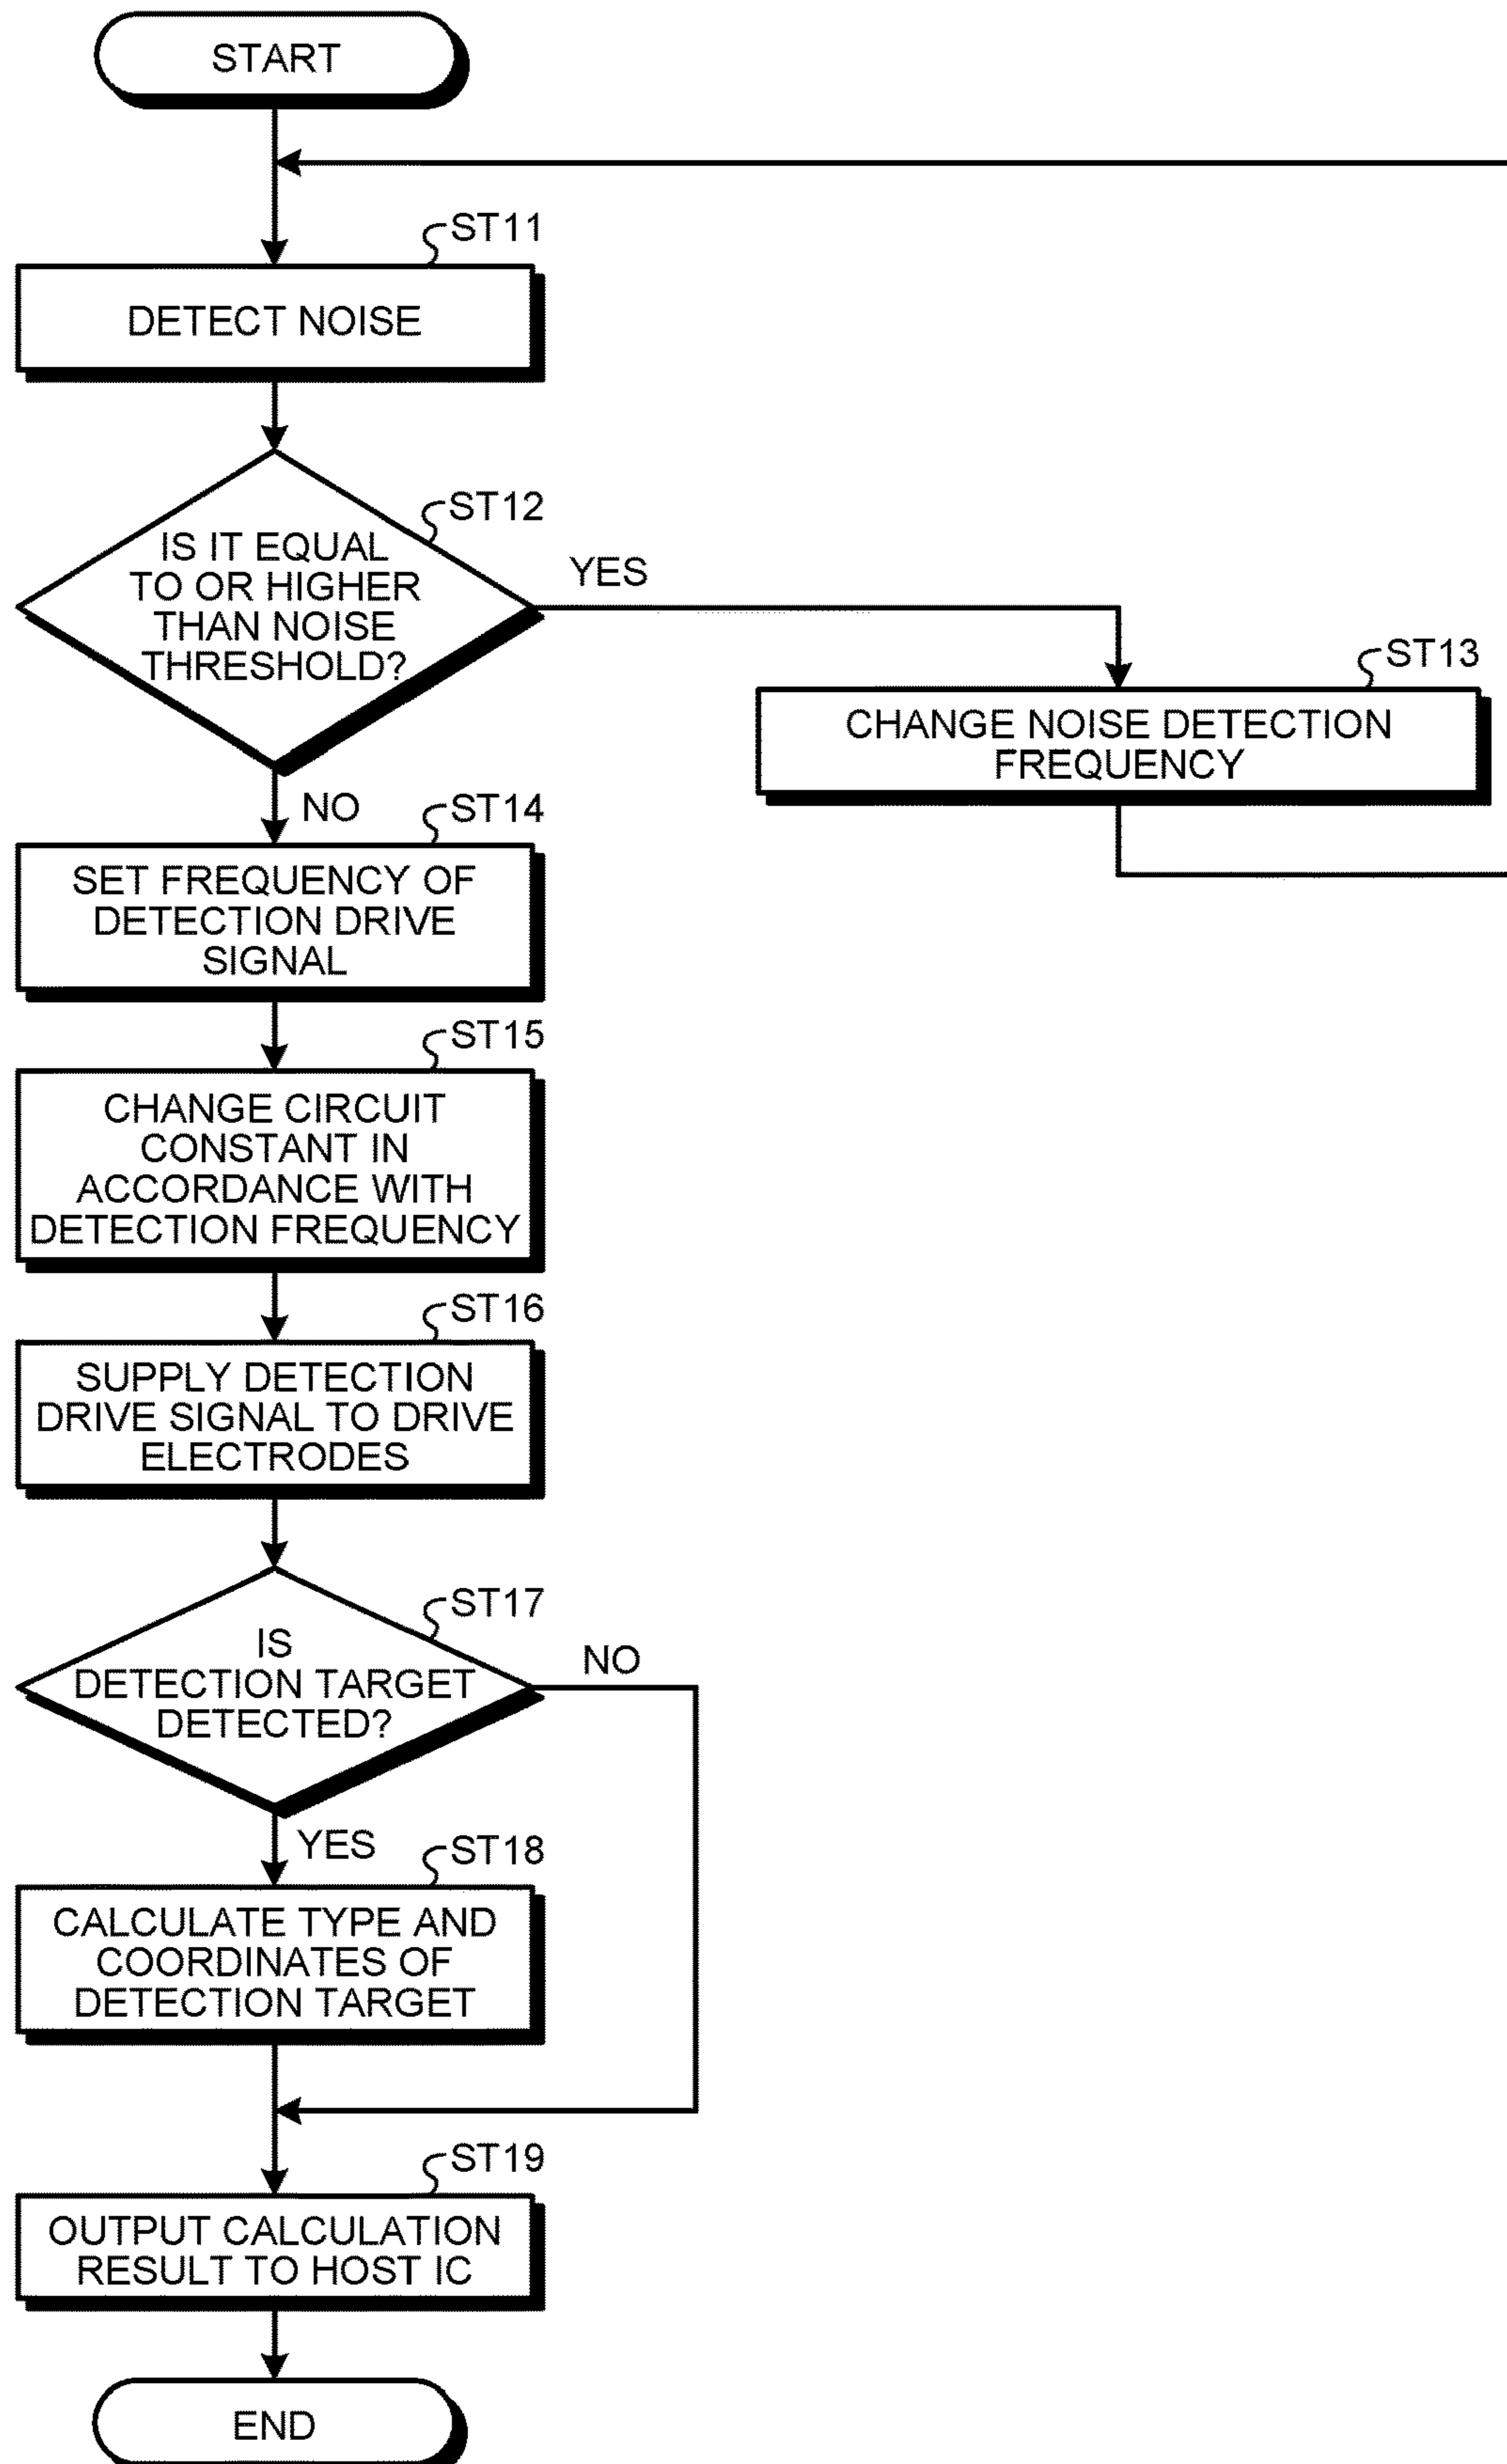 START
ST11
DETECT NOISE
ST12
IS IT EQUAL
TO OR HIGHER
THAN NOISE
THRESHOLD?
YES
ST13
CHANGE NOISE DETECTION
FREQUENCY
NO
ST14
SET FREQUENCY OF
DETECTION DRIVE
SIGNAL
ST15
CHANGE CIRCUIT
CONSTANT IN
ACCORDANCE WITH
DETECTION FREQUENCY
ST16
SUPPLY DETECTION
DRIVE SIGNAL TO DRIVE
ELECTRODES
ST17
IS
DETECTION TARGET
DETECTED?
NO
YES
ST18
CALCULATE TYPE AND
COORDINATES OF
DETECTION TARGET
ST19
OUTPUT CALCULATION
RESULT TO HOST IC
END